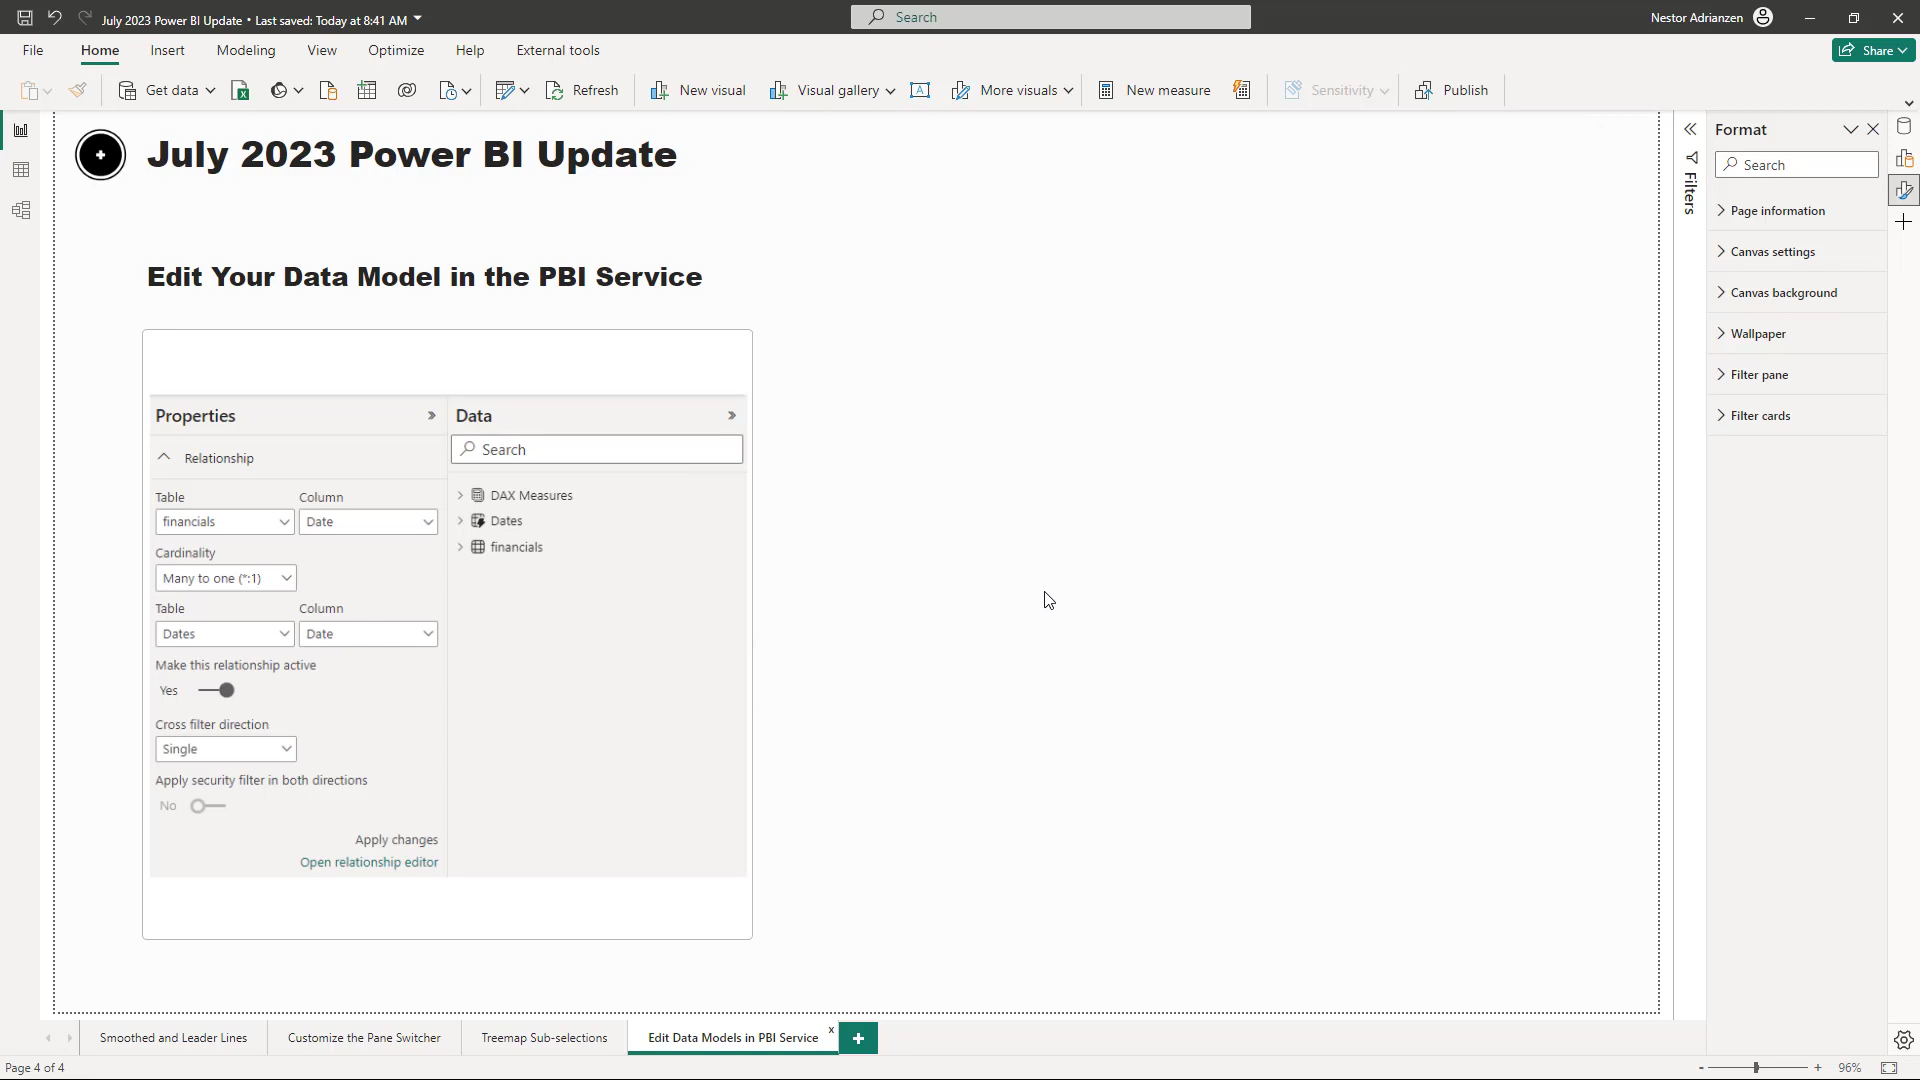 July 2023 Power BI Update • Last saved: Today at 8:41 AM
Search
Nestor Adrianzen
File
Home
Insert
Modeling
View
Optimize
Help
External tools
Share
Get data
Refresh
New visual
Visual gallery
A
More visuals
New measure
Sensitivity
Publish
July 2023 Power BI Update
Edit Your Data Model in the PBI Service
Properties
Relationship
Table
Column
financials
Date
Cardinality
Many to one (*:1)
Table
Column
Dates
Date
Make this relationship active
Yes
Cross filter direction
Single
Apply security filter in both directions
No
Apply changes
Open relationship editor
Data
Search
DAX Measures
Dates
financials
Filters
Format
Search
Page information
Canvas settings
Canvas background
Wallpaper
Filter pane
Filter cards
Smoothed and Leader Lines
Customize the Pane Switcher
Treemap Sub-selections
Edit Data Models in PBI Service
x
+
Page 4 of 4
- + 96%